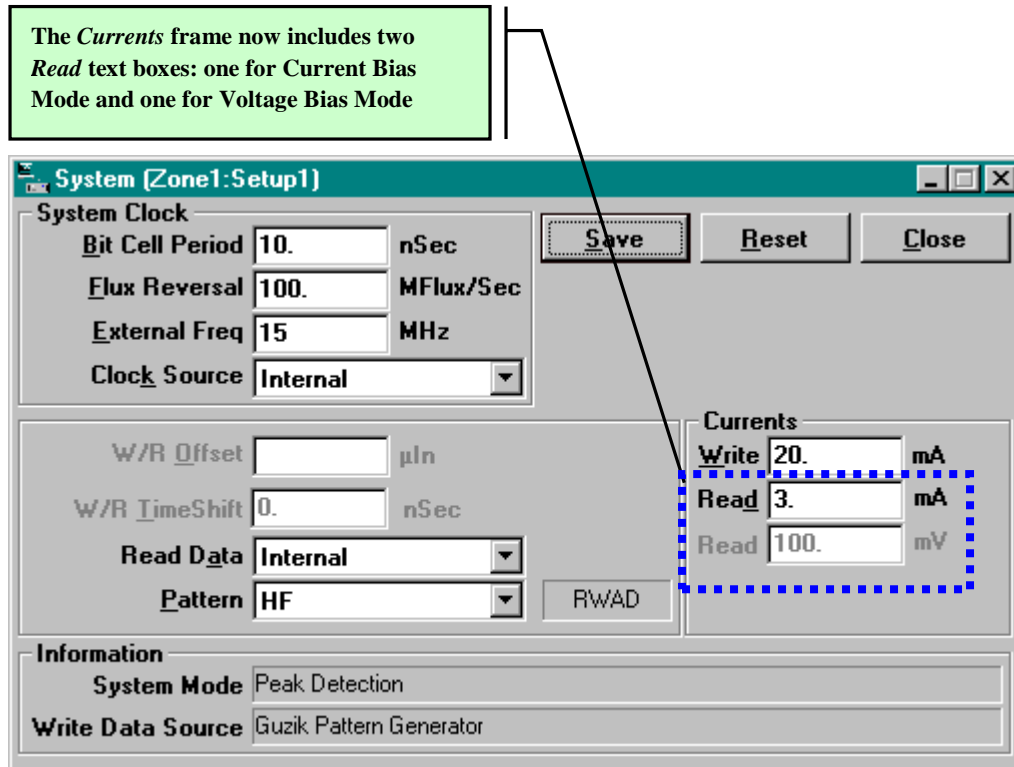 The Currents frame now includes two
Read text boxes: one for Current Bias
Mode and one for Voltage Bias Mode
System (Zone1:Setup1)
System Clock
Bit Cell Period 10. nSec
Save Reset Close
Flux Reversal 100. MFlux/Sec
External Freq 15 MHz
Clock Source Internal
W/R Offset µIn
W/R TimeShift 0. nSec
Read Data Internal
Pattern HF RWAD
Currents
Write 20. mA
Read 3. mA
Read 100. mV
Information
System Mode Peak Detection
Write Data Source Guzik Pattern Generator